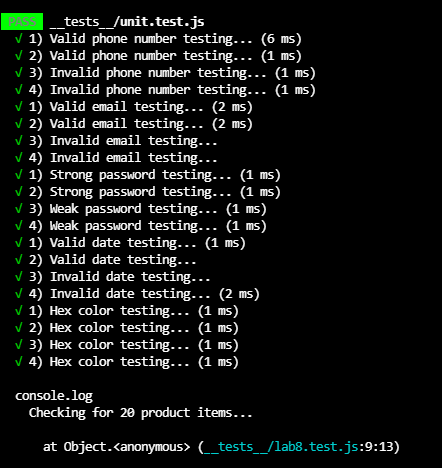 PASS __tests__/unit.test.js
√ 1) Valid phone number testing... (6 ms)
√ 2) Valid phone number testing... (1 ms)
√ 3) Invalid phone number testing... (1 ms)
√ 4) Invalid phone number testing... (1 ms)
√ 1) Valid email testing... (2 ms)
√ 2) Valid email testing... (2 ms)
√ 3) Invalid email testing...
√ 4) Invalid email testing...
√ 1) Strong password testing... (1 ms)
√ 2) Strong password testing... (1 ms)
√ 3) Weak password testing... (1 ms)
√ 4) Weak password testing... (1 ms)
√ 1) Valid date testing... (1 ms)
√ 2) Valid date testing...
√ 3) Invalid date testing...
√ 4) Invalid date testing... (2 ms)
√ 1) Hex color testing... (1 ms)
√ 2) Hex color testing... (1 ms)
√ 3) Hex color testing... (1 ms)
√ 4) Hex color testing... (1 ms)
console.log
Checking for 20 product items...
at Object.<anonymous> (__tests__/lab8.test.js:9:13)